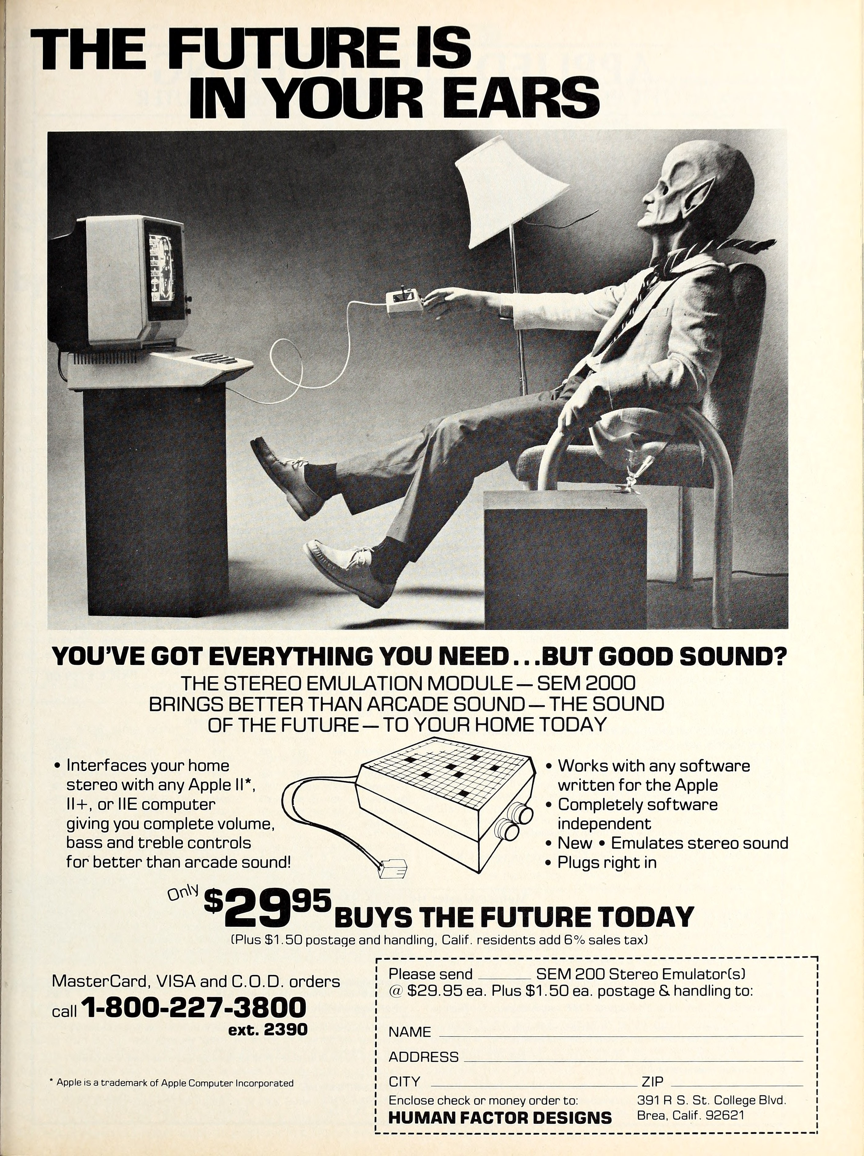 THE FUTURE IS
IN YOUR EARS
YOU'VE GOT EVERYTHING YOU NEED...BUT GOOD SOUND?
THE STEREO EMULATION MODULE — SEM 2000
BRINGS BETTER THAN ARCADE SOUND — THE SOUND
OF THE FUTURE — TO YOUR HOME TODAY
• Interfaces your home
stereo with any Apple II*,
II+, or IIE computer
giving you complete volume,
bass and treble controls
for better than arcade sound!
• Works with any software
written for the Apple
• Completely software
independent
• New • Emulates stereo sound
• Plugs right in
Only $29.95 BUYS THE FUTURE TODAY
(Plus $1.50 postage and handling, Calif. residents add 6% sales tax)
MasterCard, VISA and C.O.D. orders
call 1-800-227-3800
ext. 2390
* Apple is a trademark of Apple Computer Incorporated
Please send ______ SEM 200 Stereo Emulator(s)
@ $29.95 ea. Plus $1.50 ea. postage & handling to:
NAME
ADDRESS
CITY ZIP
Enclose check or money order to:
HUMAN FACTOR DESIGNS
391 R S. St. College Blvd.
Brea, Calif. 92621